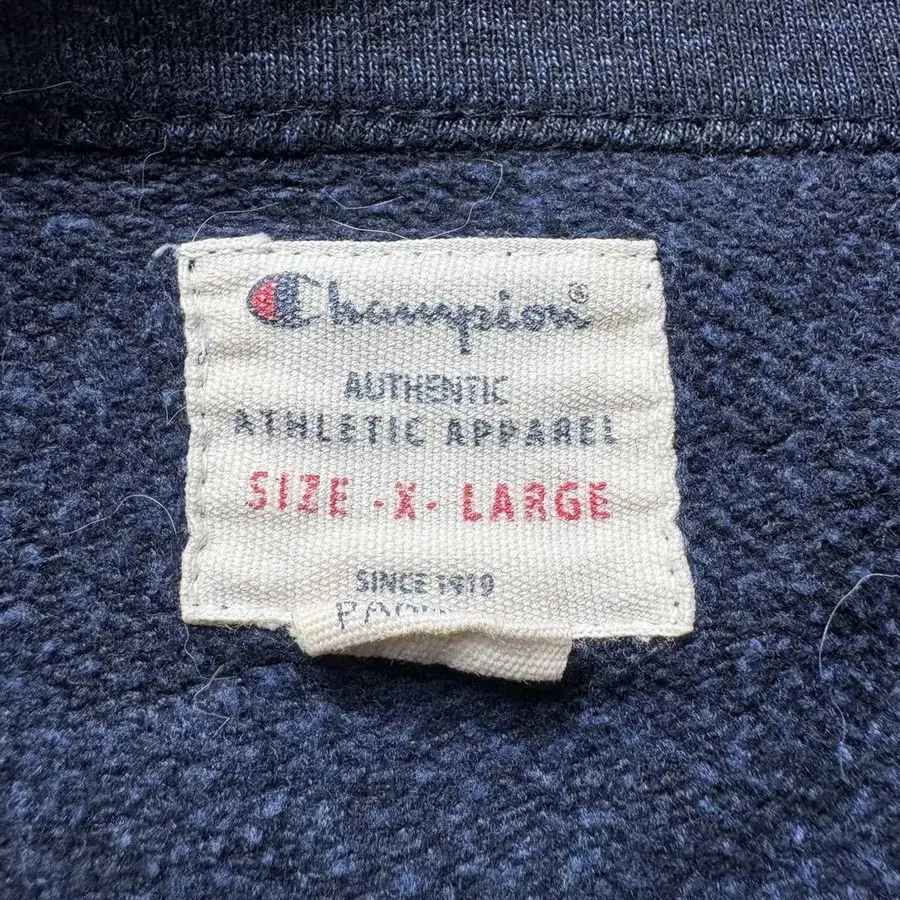 Champion®
AUTHENTIC
ATHLETIC APPAREL
SIZE -X- LARGE
SINCE 1919